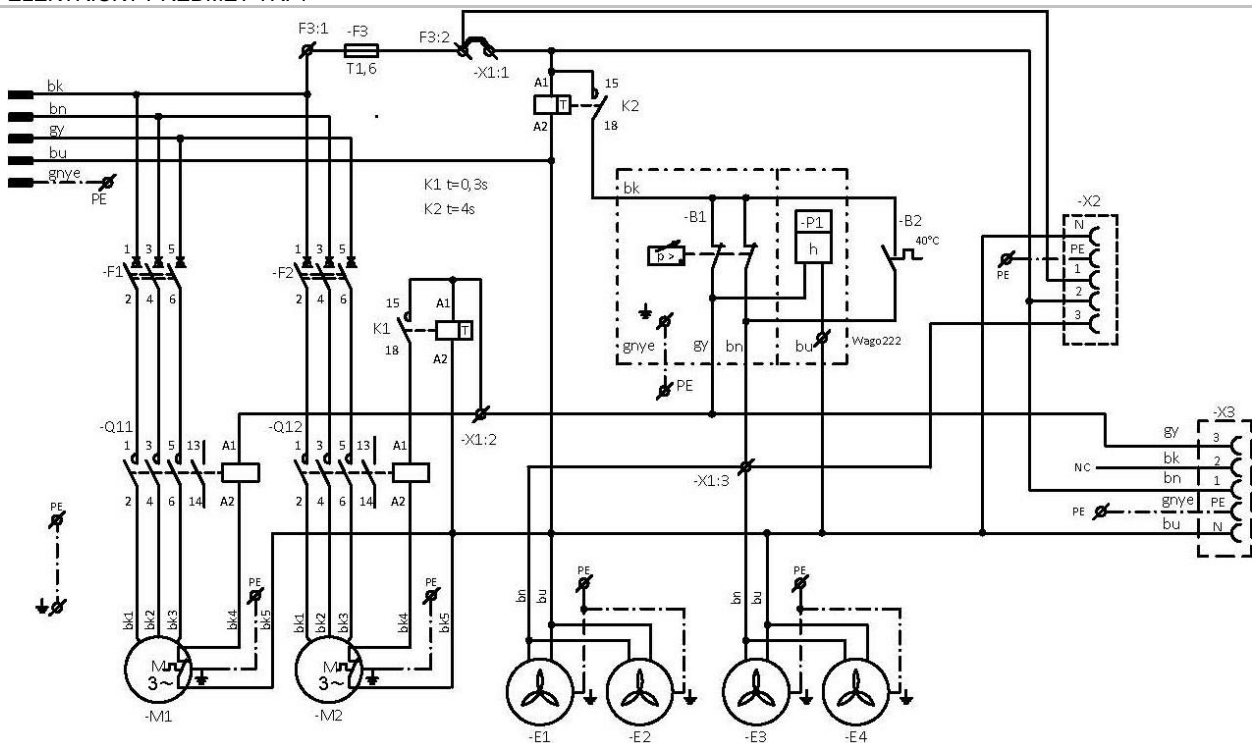 F3:1
-F3
T1,6
F3:2
-X1:1
A1
T
A2
15
K2
18
bk
bn
gy
bu
gnye
PE
K1 t=0,3s
K2 t=4s
bk
-B1
p >
-P1
h
-B2
40°C
gnye
gy
bn
bu
Wago222
PE
-X2
N
PE
1
2
3
PE
1 3 5
-F1
2 4 6
1 3 5
-F2
2 4 6
15
K1
18
A1
T
A2
-X1:2
-Q11
1 3 5 13
A1
2 4 6 14
A2
-Q12
1 3 5 13
A1
2 4 6 14
A2
-X1:3
-X3
gy 3
NC bk 2
bn 1
PE gnye PE
bu N
PE
bk1
bk2
bk3
bk4
bk5
PE
M
3~
-M1
bk1
bk2
bk3
bk4
bk5
PE
M
3~
-M2
bn
bu
PE
-E1
-E2
bn
bu
PE
-E3
-E4